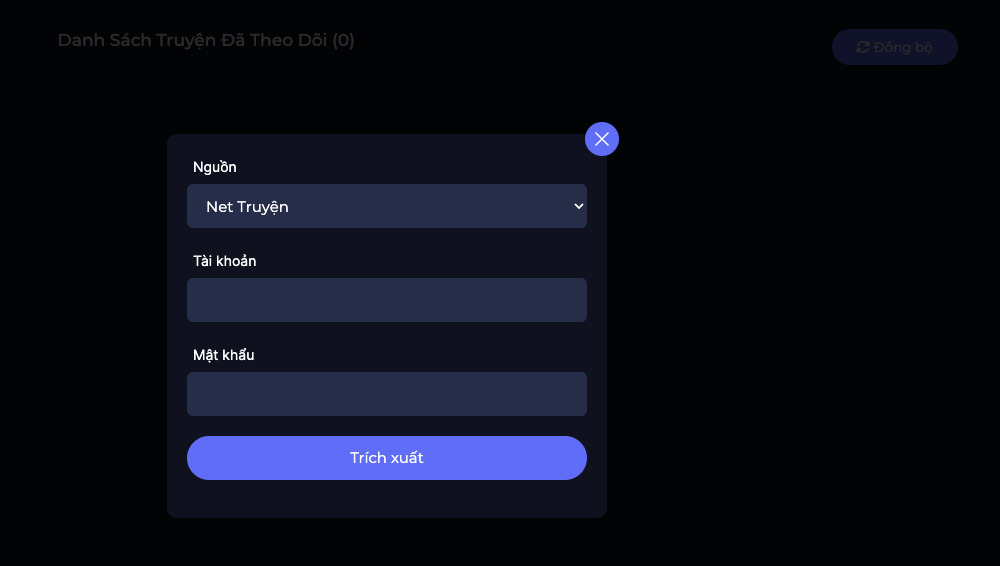 Danh Sách Truyện Đã Theo Dõi (0)
Đồng bộ
Nguồn
Net Truyện
Tài khoản
Mật khẩu
Trích xuất